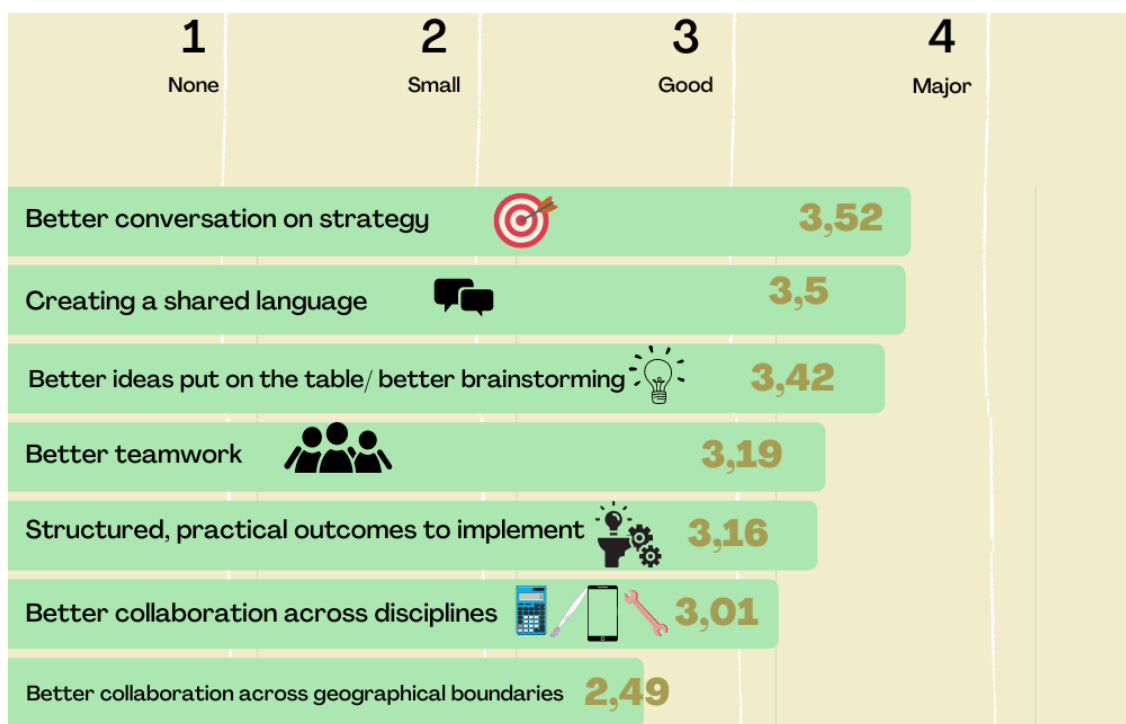 1 2 3 4
None Small Good Major
Better conversation on strategy 3,52
Creating a shared language 3,5
Better ideas put on the table/ better brainstorming 3,42
Better teamwork 3,19
Structured, practical outcomes to implement 3,16
Better collaboration across disciplines 3,01
Better collaboration across geographical boundaries 2,49